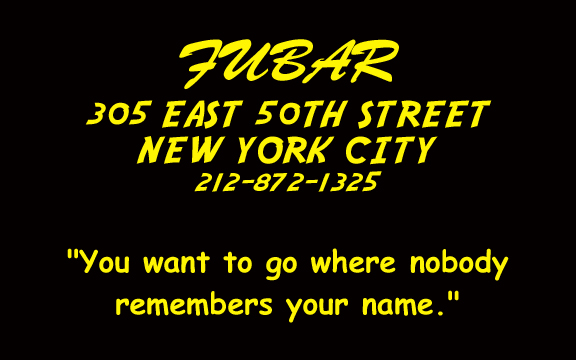 FUBAR
305 EAST 50TH STREET
NEW YORK CITY
212-872-1325
"You want to go where nobody
remembers your name."